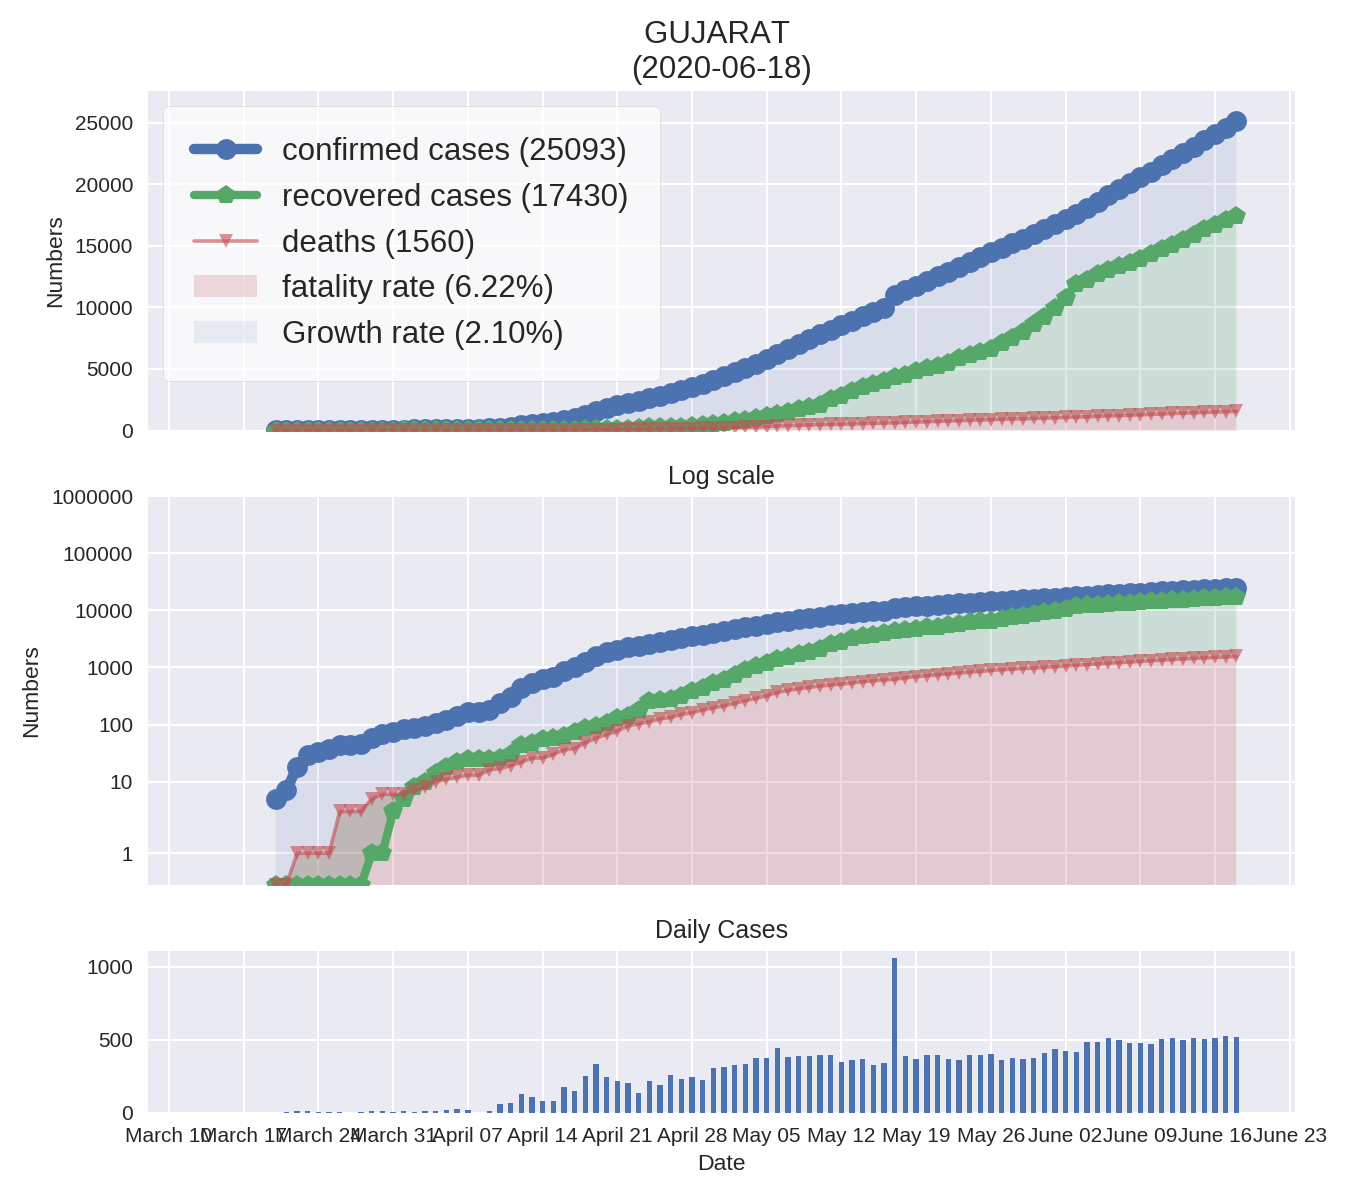 GUJARAT
(2020-06-18)
25000
20000
15000
10000
5000
0
Numbers
confirmed cases (25093)
recovered cases (17430)
deaths (1560)
fatality rate (6.22%)
Growth rate (2.10%)
Log scale
1000000
100000
10000
1000
100
10
1
Numbers
Daily Cases
1000
500
0
March 10 March 17 March 24 March 31 April 07 April 14 April 21 April 28 May 05 May 12 May 19 May 26 June 02 June 09 June 16 June 23
Date